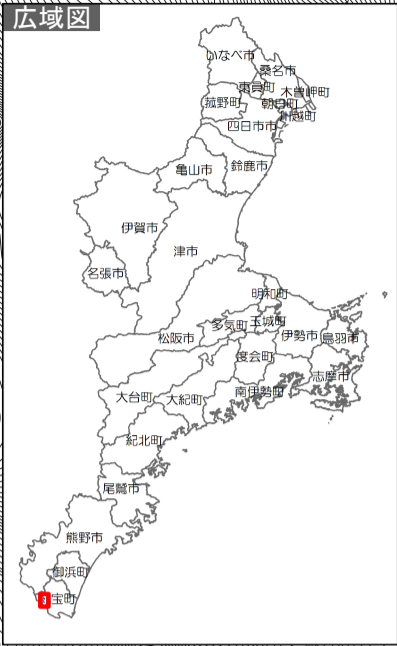 広域図
いなべ市
桑名市
東員町
木曽岬町
菰野町
朝日町
川越町
四日市市
亀山市
鈴鹿市
伊賀市
津市
名張市
明和町
松阪市
多気町
玉城町
伊勢市
鳥羽市
度会町
志摩市
大台町
大紀町
南伊勢町
紀北町
尾鷲市
熊野市
御浜町
宝町